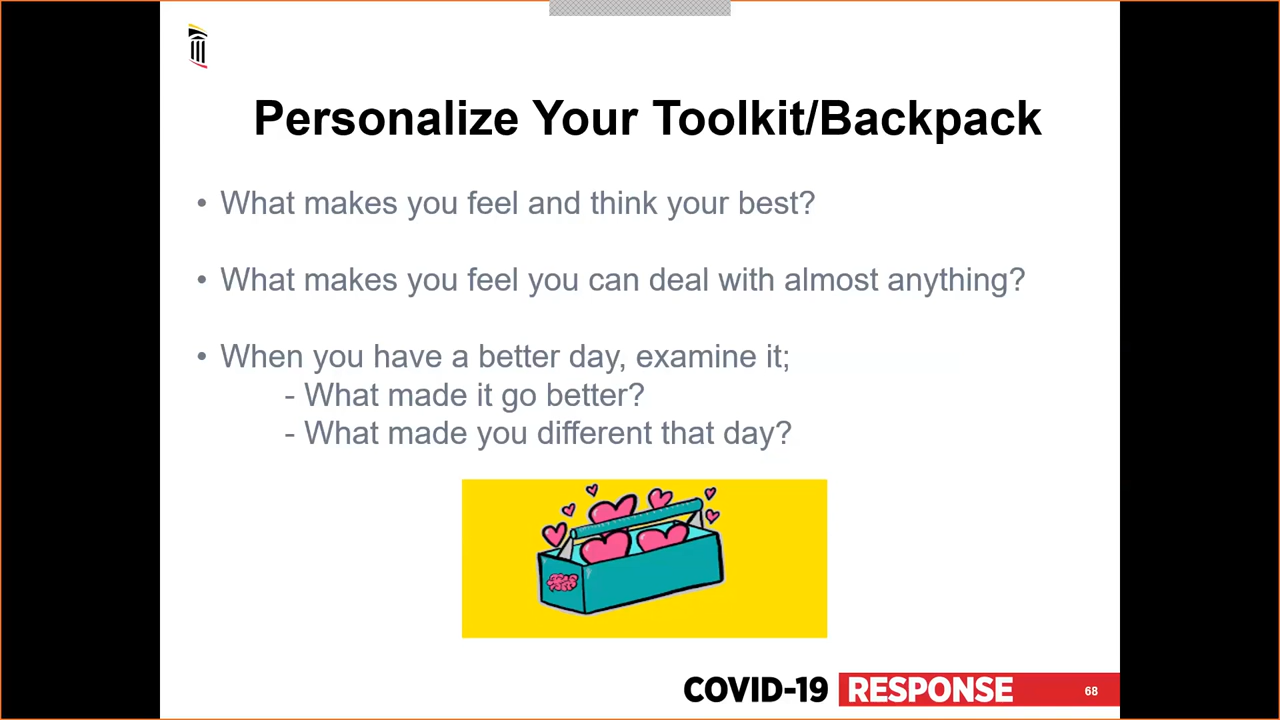 Personalize Your Toolkit/Backpack
• What makes you feel and think your best?
• What makes you feel you can deal with almost anything?
• When you have a better day, examine it;
- What made it go better?
- What made you different that day?
COVID-19 RESPONSE 68